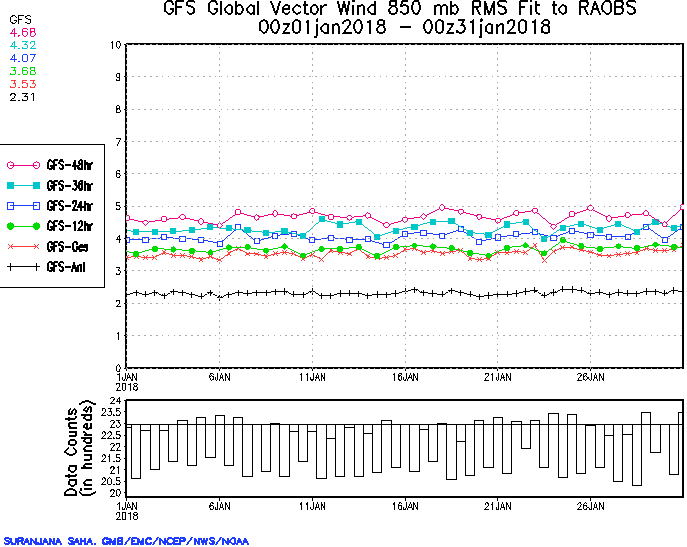 GFS Global Vector Wind 850 mb RMS Fit to RAOBS
00z01jan2018 - 00z31jan2018
GFS
4.68
4.32
4.07
3.68
3.53
2.31
GFS-48hr
GFS-36hr
GFS-24hr
GFS-12hr
GFS-Ges
GFS-Anl
10
9
8
7
6
5
4
3
2
1
0
1JAN 6JAN 11JAN 16JAN 21JAN 26JAN
2018
Data Counts
(in hundreds)
24
23.5
23
22.5
22
21.5
21
20.5
20
1JAN 6JAN 11JAN 16JAN 21JAN 26JAN
2018
SURANJANA SAHA, GMB/EMC/NCEP/NWS/NOAA